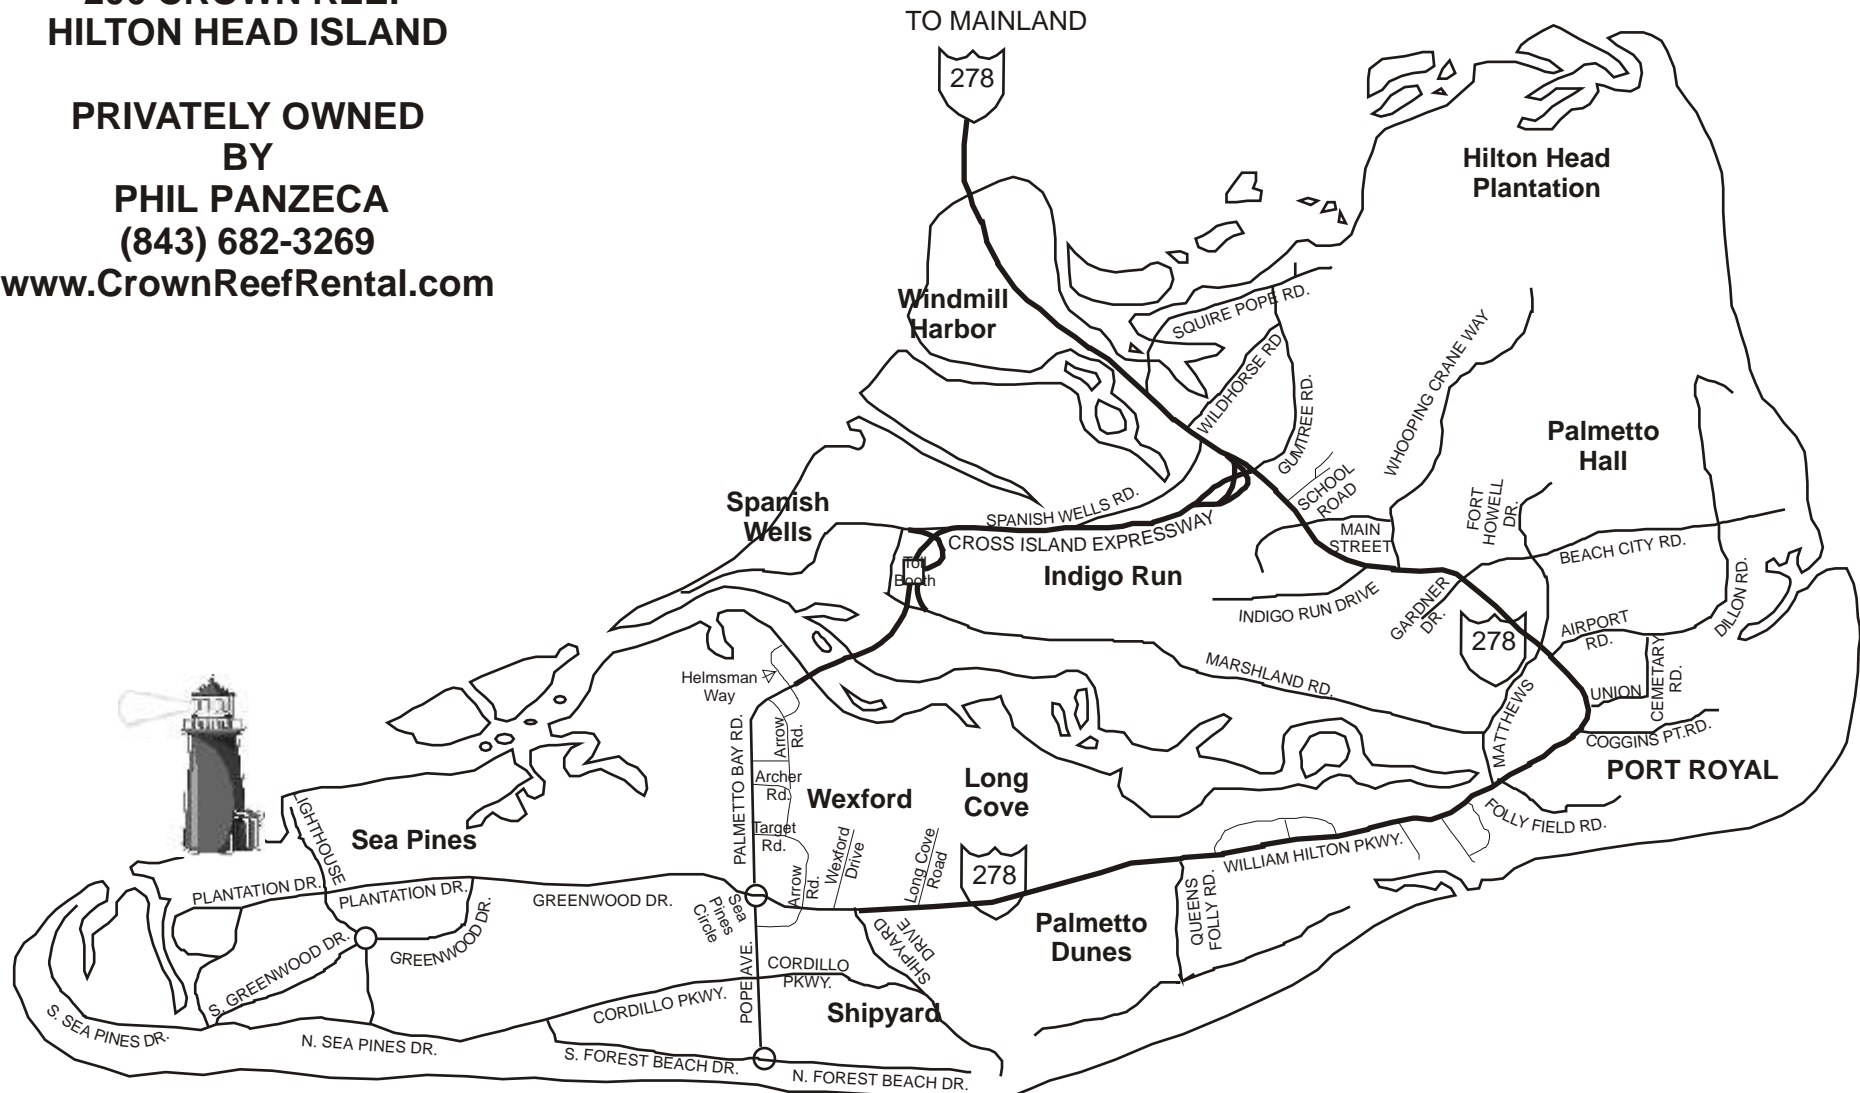 HILTON HEAD ISLAND
PRIVATELY OWNED
BY
PHIL PANZECA
(843) 682-3269
www.CrownReefRental.com
TO MAINLAND
278
Hilton Head
Plantation
Windmill
Harbor
SQUIRE POPE RD.
WILDHORSE RD
GUMTREE RD.
WHOOPING CRANE WAY
Palmetto
Hall
SCHOOL
ROAD
FORT
HOWELL
DR.
Spanish
Wells
SPANISH WELLS RD.
CROSS ISLAND EXPRESSWAY
MAIN
STREET
BEACH CITY RD.
Toll
Booth
Indigo Run
INDIGO RUN DRIVE
GARDNER
DR.
278
AIRPORT
RD.
DILLON RD.
Helmsman
Way
MARSHLAND RD.
MATTHEWS
UNION
CEMETARY
RD.
COGGINS PT.RD.
PORT ROYAL
PALMETTO BAY RD.
Arrow
Rd.
Archer
Rd.
Target
Rd.
Wexford
Long
Cove
Wexford
Drive
Long Cove
Road
Arrow
Rd.
278
WILLIAM HILTON PKWY.
FOLLY FIELD RD.
LIGHTHOUSE
Sea Pines
PLANTATION DR.
PLANTATION DR.
GREENWOOD DR.
Sea
Pines
Circle
SHIPYARD
DRIVE
Palmetto
Dunes
QUEENS
FOLLY RD.
S. GREENWOOD DR.
GREENWOOD DR.
CORDILLO
PKWY.
POPE AVE.
CORDILLO PKWY.
Shipyard
S. SEA PINES DR.
N. SEA PINES DR.
S. FOREST BEACH DR.
N. FOREST BEACH DR.